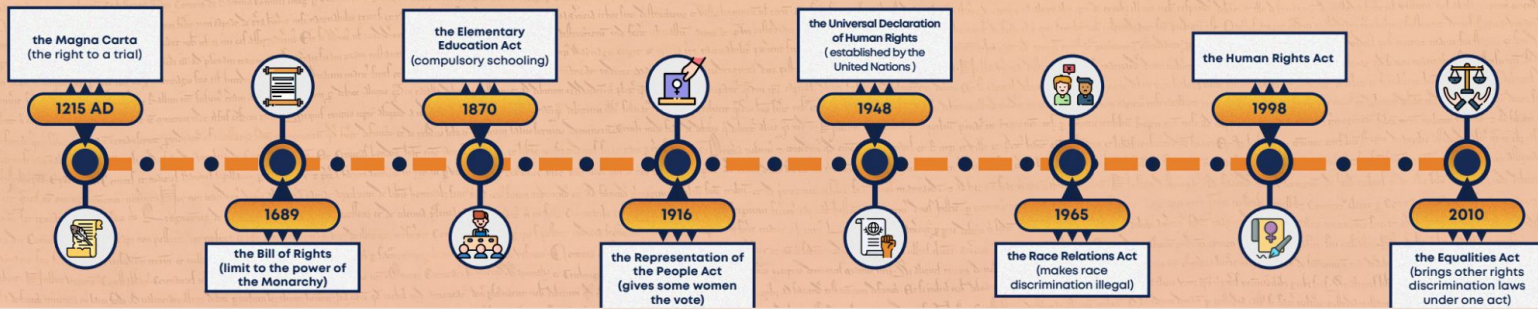 the Magna Carta
(the right to a trial)
1215 AD
1689
the Bill of Rights
(limit to the power of
the Monarchy)
the Elementary
Education Act
(compulsory schooling)
1870
1916
the Representation of
the People Act
(gives some women
the vote)
the Universal Declaration
of Human Rights
( established by the
United Nations )
1948
1965
the Race Relations Act
(makes race
discrimination illegal)
the Human Rights Act
1998
2010
the Equalities Act
(brings other rights
discrimination laws
under one act)